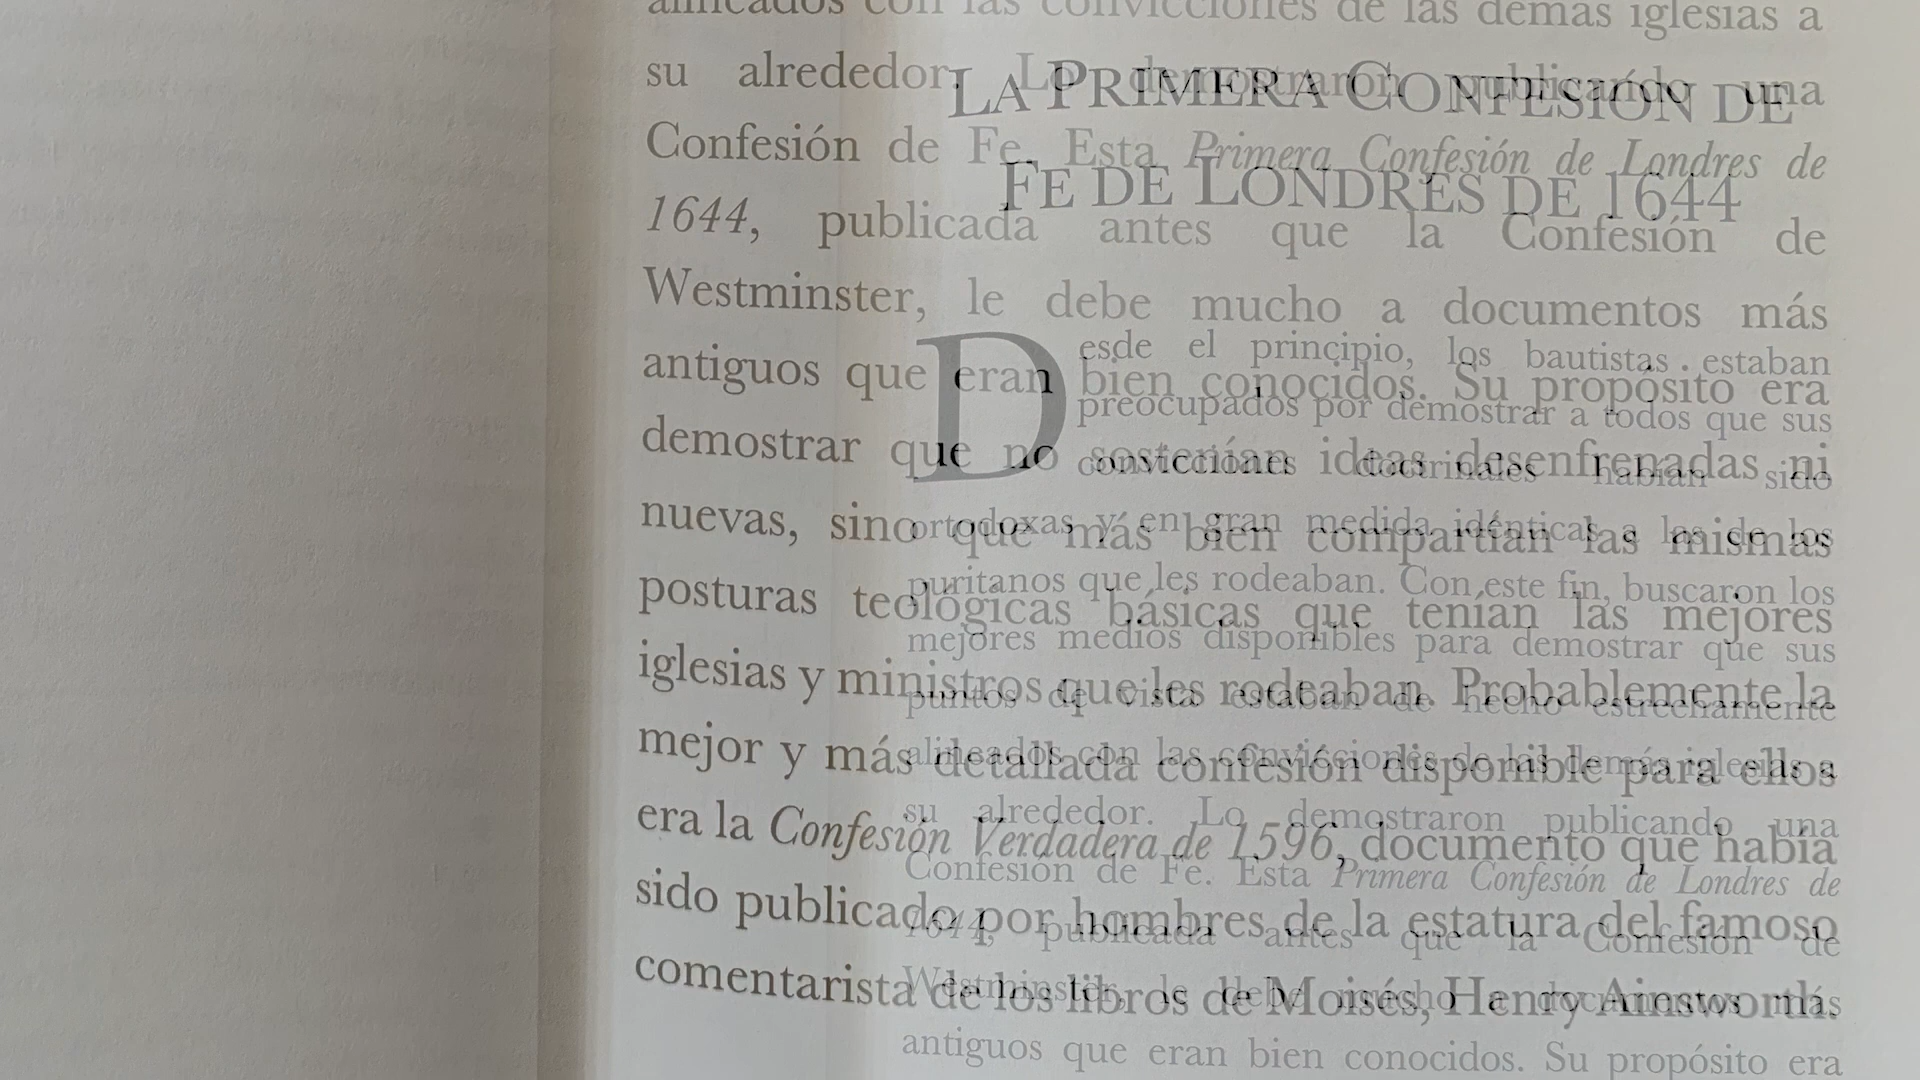 alineados con las convicciones de las demás iglesias a
su alrededor. Lo demostraron publicando una
Confesión de Fe. Esta Primera Confesión de Londres de
1644, publicada antes que la Confesión de
Westminster, le debe mucho a documentos más
antiguos que eran bien conocidos. Su propósito era
demostrar que no sostenían ideas desenfrenadas ni
nuevas, sino que más bien compartían las mismas
posturas teológicas básicas que tenían las mejores
iglesias y ministros que les rodeaban. Probablemente la
mejor y más detallada confesión disponible para ellos
era la Confesión Verdadera de 1596, documento que había
sido publicado por hombres de la estatura del famoso
comentarista de los libros de Moisés, Henry Ainsworth.
LA PRIMERA CONFESIÓN DE
FE DE LONDRES DE 1644
Desde el principio, los bautistas estaban
preocupados por demostrar a todos que sus
convicciones doctrinales habían sido
ortodoxas y en gran medida idénticas a las de los
puritanos que les rodeaban. Con este fin, buscaron los
mejores medios disponibles para demostrar que sus
puntos de vista estaban de hecho estrechamente
alineados con las convicciones de las demás iglesias a
su alrededor. Lo demostraron publicando una
Confesión de Fe. Esta Primera Confesión de Londres de
1644, publicada antes que la Confesión de
Westminster, le debe mucho a documentos más
antiguos que eran bien conocidos. Su propósito era